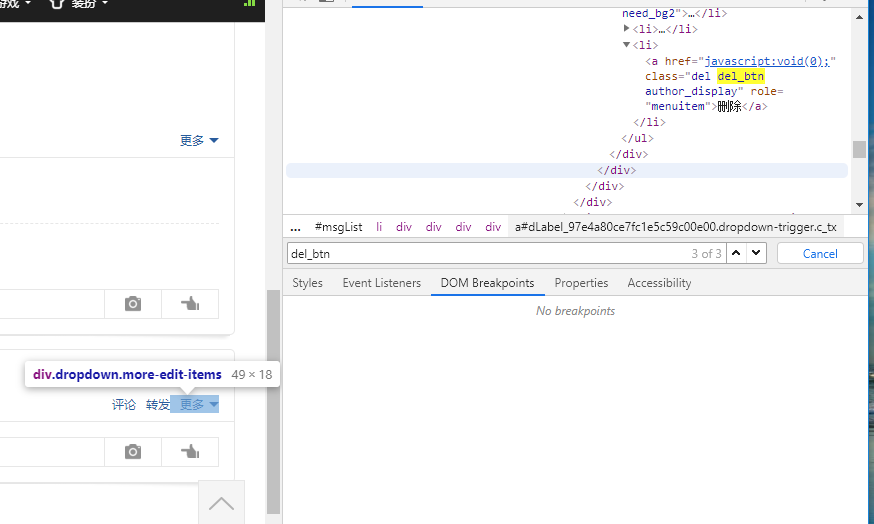 装扮
need_bg2">…</li>
<li>…</li>
<li>
<a href="javascript:void(0);"
class="del del_btn
author_display" role=
"menuitem">删除</a>
</li>
</ul>
</div>
</div>
</div>
</div>
... #msgList li div div div div a#dLabel_97e4a80ce7fc1e5c59c00e00.dropdown-trigger.c_tx
del_btn 3 of 3 Cancel
Styles Event Listeners DOM Breakpoints Properties Accessibility
No breakpoints
更多
div.dropdown.more-edit-items 49 × 18
评论 转发 更多